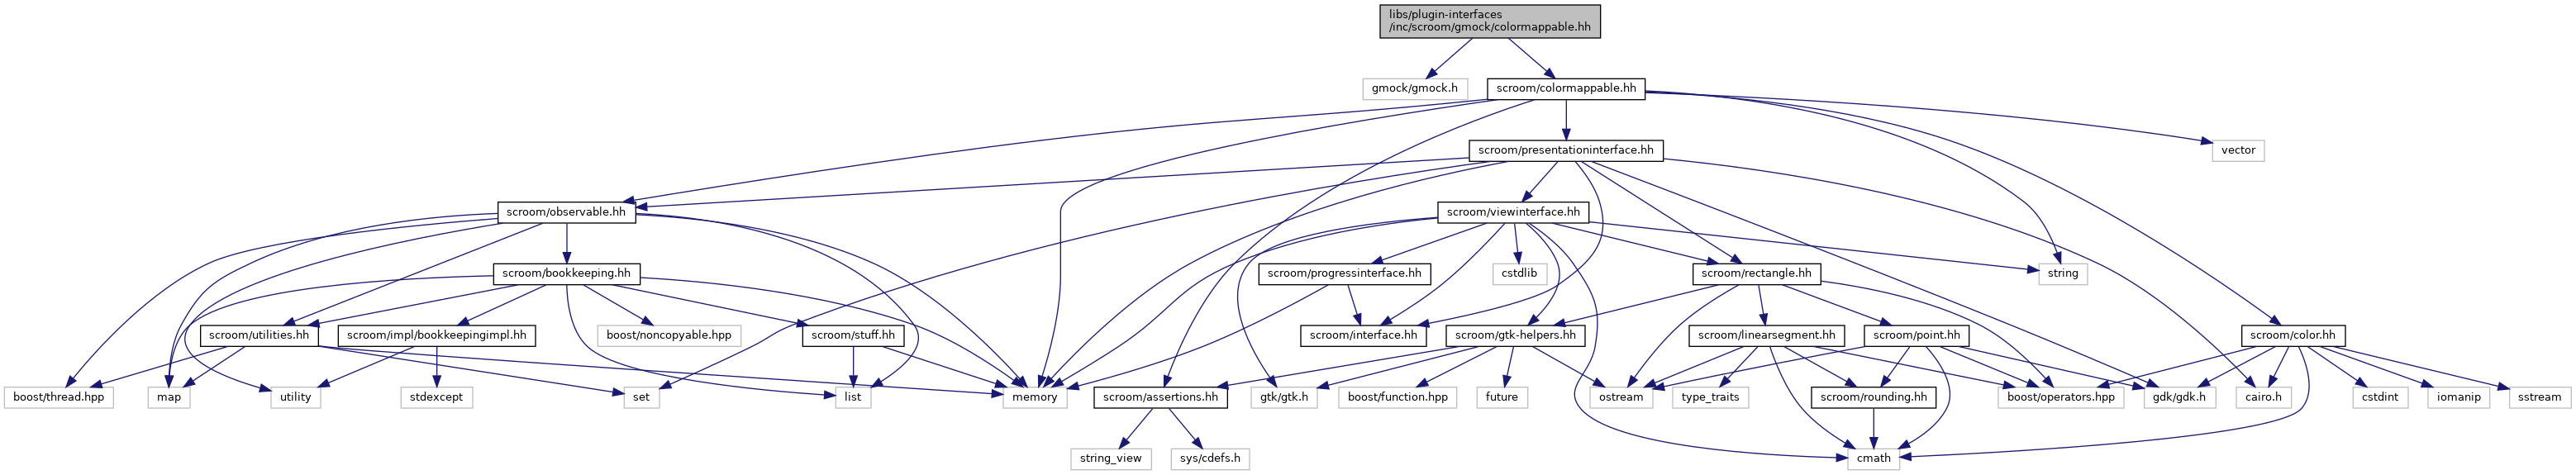 libs/plugin-interfaces
/inc/scroom/gmock/colormappable.hh
gmock/gmock.h
scroom/colormappable.hh
scroom/presentationinterface.hh
vector
scroom/observable.hh
scroom/viewinterface.hh
scroom/bookkeeping.hh
scroom/progressinterface.hh
cstdlib
scroom/rectangle.hh
string
scroom/utilities.hh
scroom/impl/bookkeepingimpl.hh
boost/noncopyable.hpp
scroom/stuff.hh
scroom/interface.hh
scroom/gtk-helpers.hh
scroom/linearsegment.hh
scroom/point.hh
scroom/color.hh
boost/thread.hpp
map
utility
stdexcept
set
list
memory
scroom/assertions.hh
gtk/gtk.h
boost/function.hpp
future
ostream
type_traits
scroom/rounding.hh
boost/operators.hpp
gdk/gdk.h
cairo.h
cstdint
iomanip
sstream
string_view
sys/cdefs.h
cmath